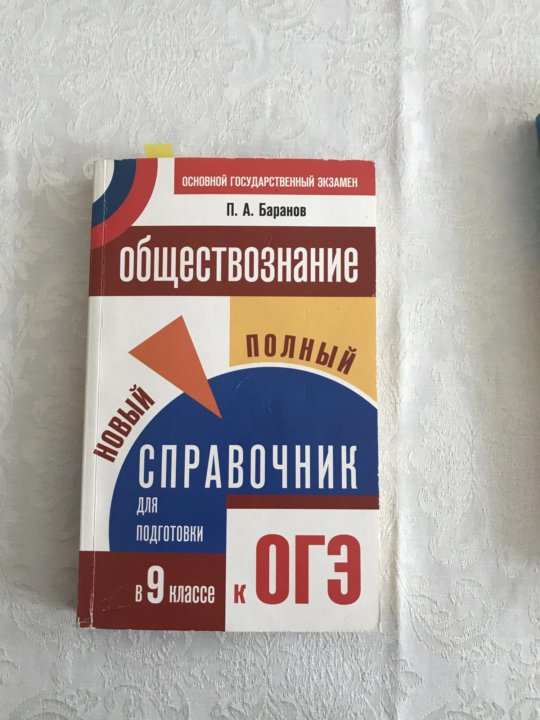 ОСНОВНОЙ ГОСУДАРСТВЕННЫЙ ЭКЗАМЕН
П. А. Баранов
обществознание
НОВЫЙ
ПОЛНЫЙ
СПРАВОЧНИК
ДЛЯ
ПОДГОТОВКИ
в 9 классе
к ОГЭ